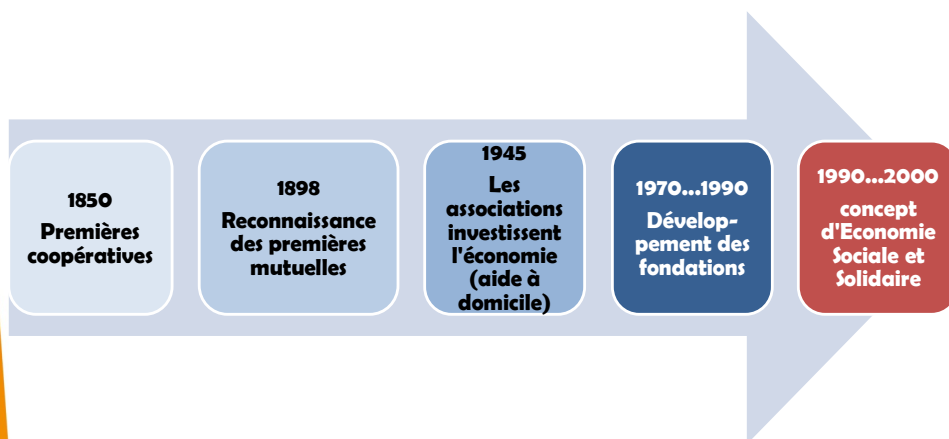 1850
Premières
coopératives
1898
Reconnaissance
des premières
mutuelles
1945
Les
associations
investissent
l'économie
(aide à
domicile)
1970...1990
Dévelop-
pement des
fondations
1990...2000
concept
d'Economie
Sociale et
Solidaire